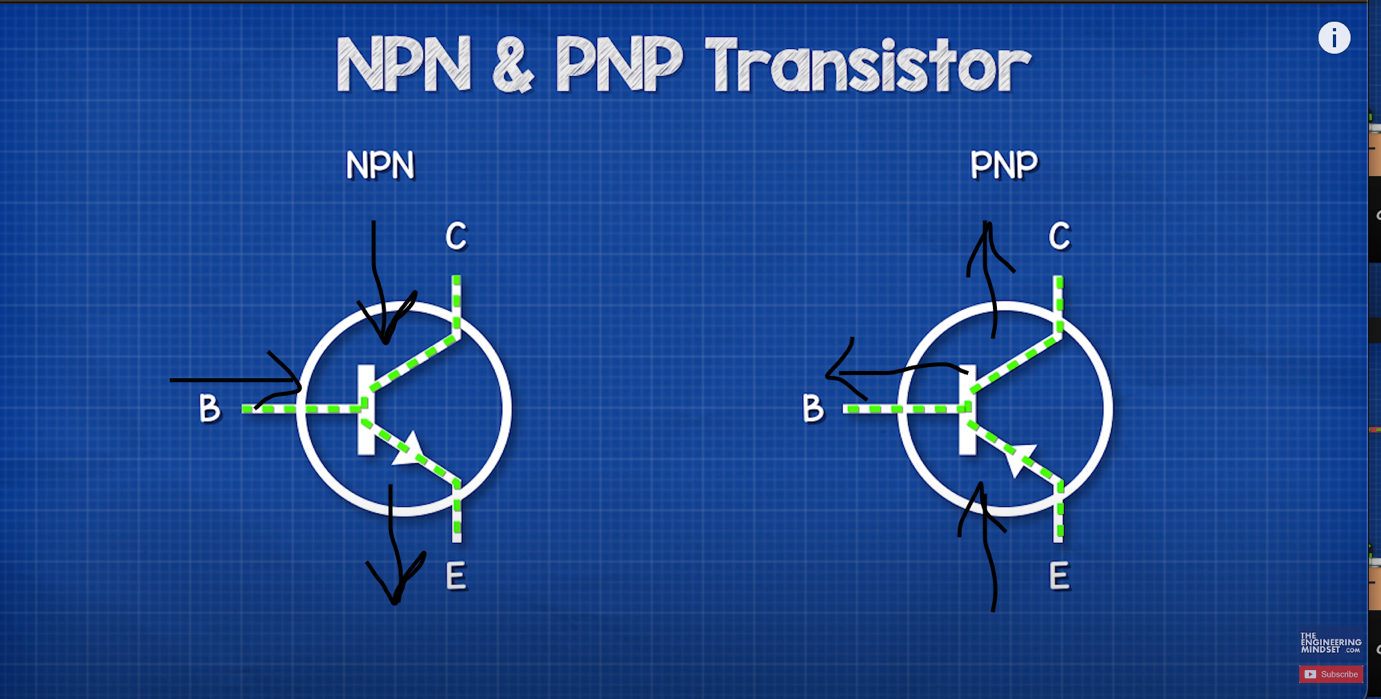 NPN & PNP Transistor
i
NPN
PNP
C
C
B
B
E
E
THE
ENGINEERING
MINDSET .COM
Subscribe